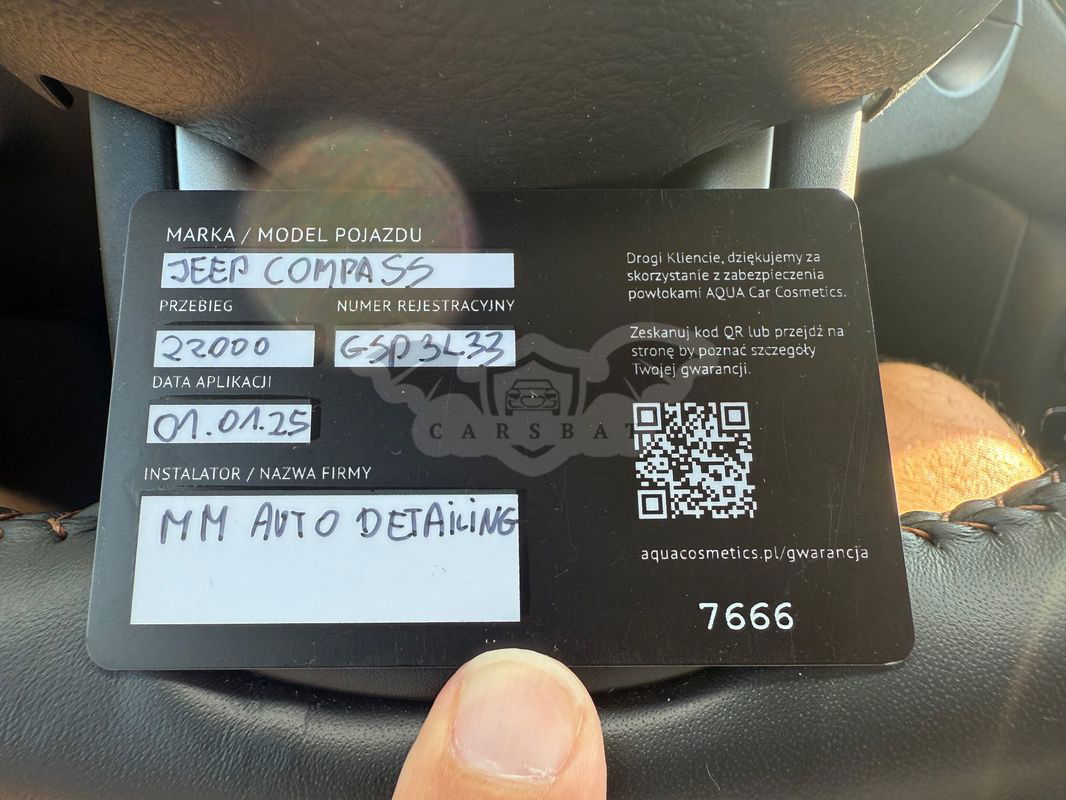 MARKA / MODEL POJAZDU
JEEP COMPASS
PRZEBIEG
NUMER REJESTRACYJNY
22000
GSP3L33
DATA APLIKACJI
01.01.25
INSTALATOR / NAZWA FIRMY
MM AUTO DETAiLiNG
Drogi Kliencie, dziękujemy za
skorzystanie z zabezpieczenia
powłokami AQUA Car Cosmetics.
Zeskanuj kod QR lub przejdź na
stronę by poznać szczegóły
Twojej gwarancji.
CARSBAT
aquacosmetics.pl/gwarancja
7666